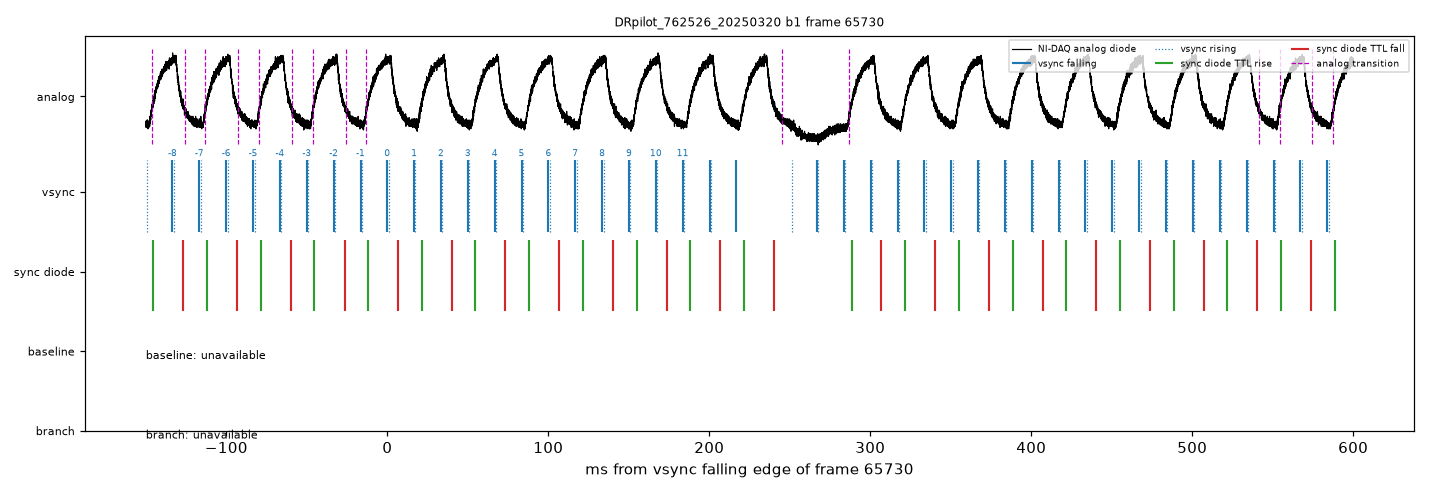 DRpilot_762526_20250320 b1 frame 65730
NI-DAQ analog diode
vsync falling
vsync rising
sync diode TTL rise
sync diode TTL fall
analog transition
analog
-8 -7 -6 -5 -4 -3 -2 -1 0 1 2 3 4 5 6 7 8 9 10 11
vsync
sync diode
baseline
baseline: unavailable
branch
branch: unavailable
−100 0 100 200 300 400 500 600
ms from vsync falling edge of frame 65730